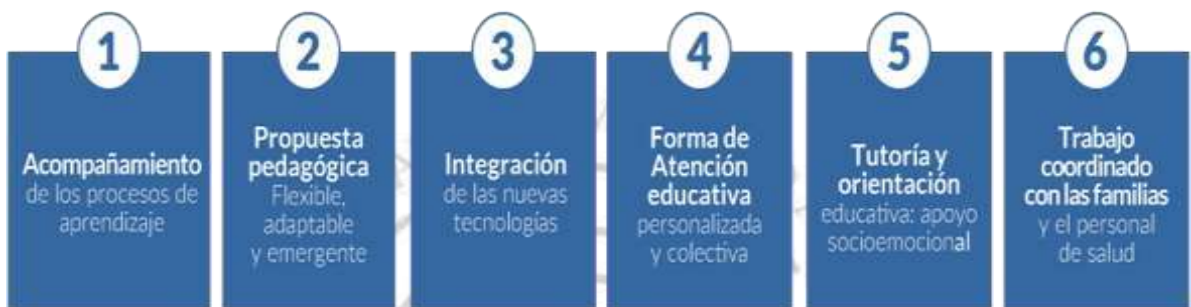 1
Acompañamiento
de los procesos de
aprendizaje
2
Propuesta
pedagógica
Flexible,
adaptable
y emergente
3
Integración
de las nuevas
tecnologías
4
Forma de
Atención
educativa
personalizada
y colectiva
5
Tutoría y
orientación
educativa: apoyo
socioemocional
6
Trabajo
coordinado
con las familias
y el personal
de salud